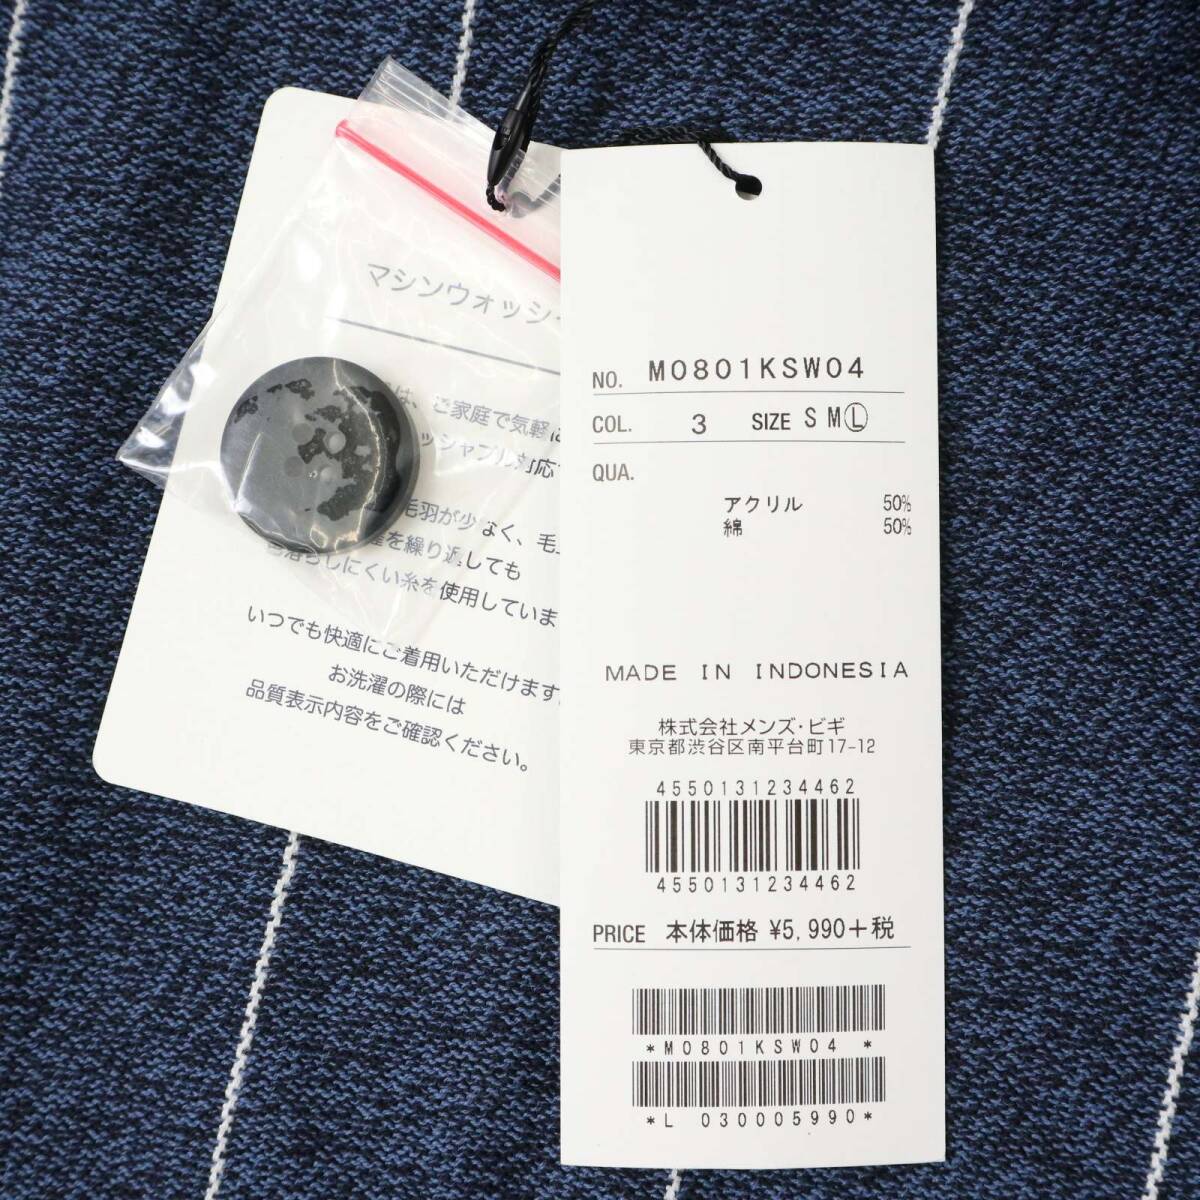 マシンウォッシャ
は、ご家庭で気軽に
ッシャブル対応
毛羽が少なく、毛
を繰り返しても
落ちしにくい糸を使用していま
いつでも快適にご着用いただけます。
お洗濯の際には
品質表示内容をご確認ください。
NO. M0801KSW04
COL. 3 SIZE S M Ⓛ
QUA.
アクリル 50%
綿 50%
MADE IN INDONESIA
株式会社メンズ・ビギ
東京都渋谷区南平台町17-12
4550131234462
4550131234462
PRICE 本体価格 ¥5,990+税
*M0801KSW04 *
*L 030005990*